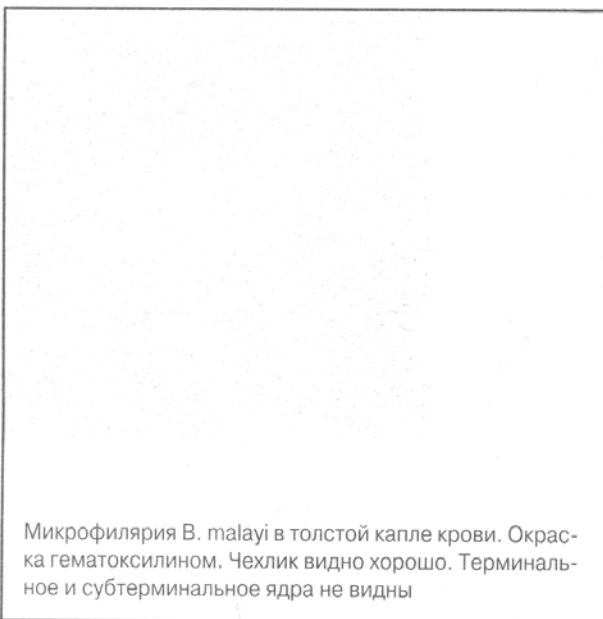 Микрофилярия B. malayi в толстой капле крови. Окрас-
ка гематоксилином. Чехлик видно хорошо. Терминаль-
ное и субтерминальное ядра не видны